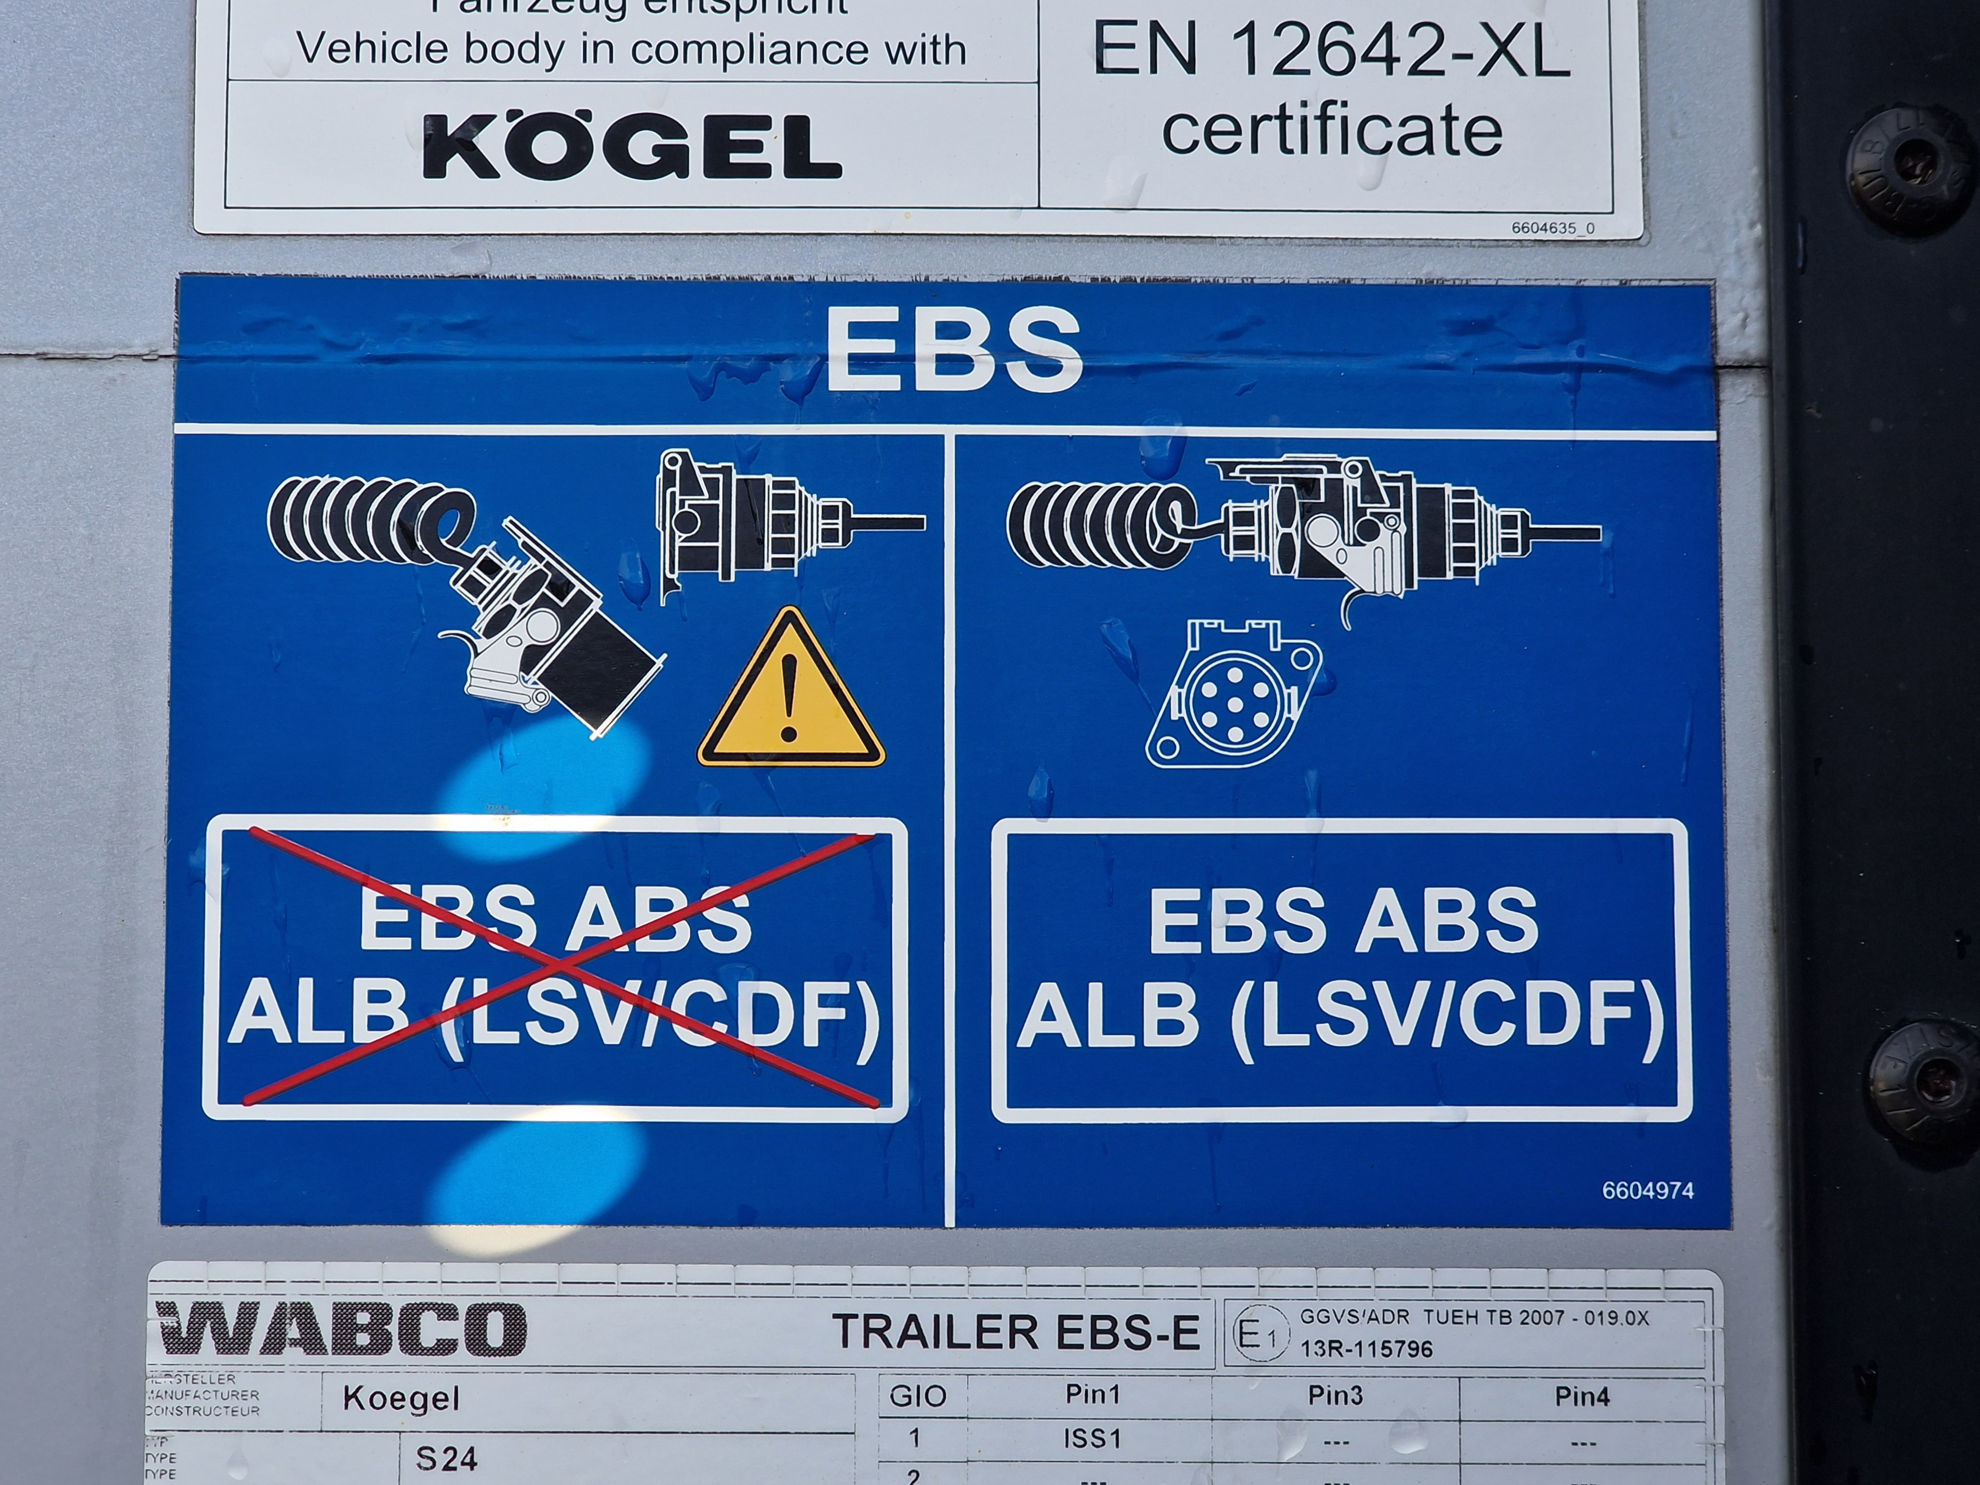 Fahrzeug entspricht
Vehicle body in compliance with
EN 12642-XL
certificate
KÖGEL
6604635_0
EBS
EBS ABS
ALB (LSV/CDF)
EBS ABS
ALB (LSV/CDF)
6604974
WABCO
TRAILER EBS-E
E1
GGVS/ADR TUEH TB 2007 - 019.0X
13R-115796
HERSTELLER
MANUFACTURER
CONSTRUCTEUR
Koegel
GIO Pin1 Pin3 Pin4
1 ISS1 --- ---
TYP
TYPE
TYPE
S24
2 --- --- ---